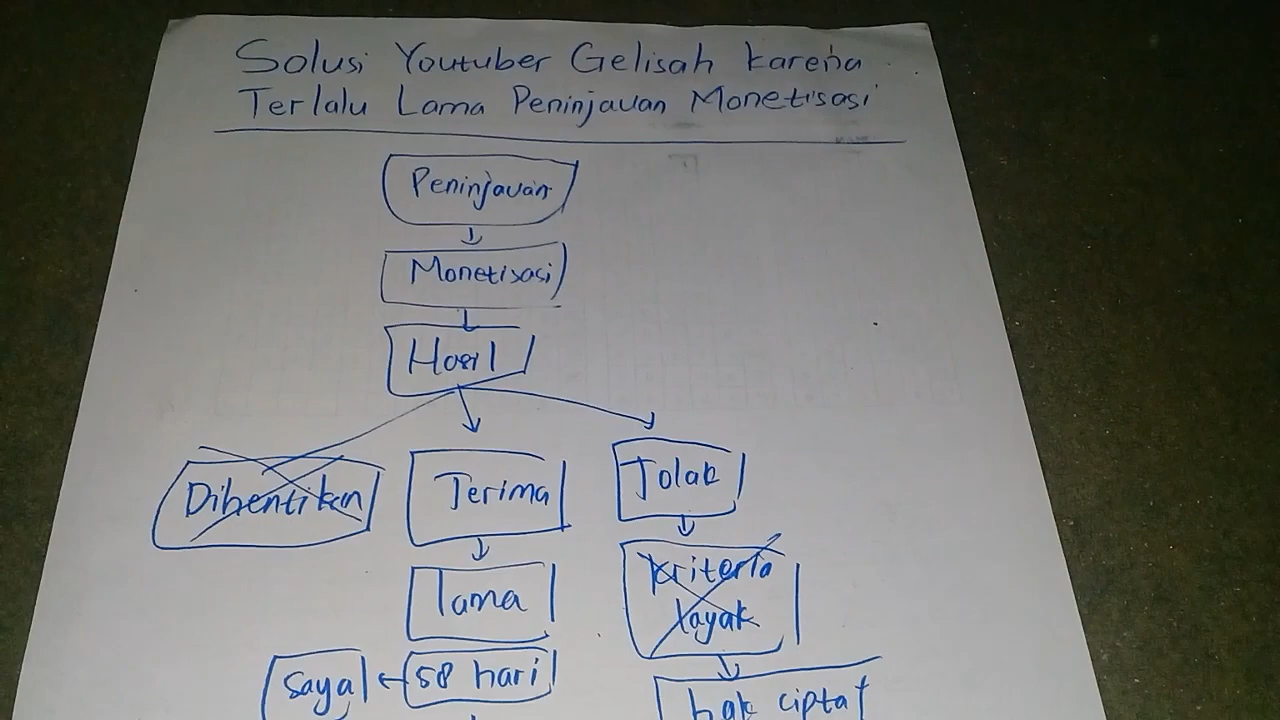 Solusi Youtuber Gelisah karena
Terlalu Lama Peninjauan Monetisasi
Peninjauan
Monetisasi
Hasil
Dihentikan
Terima
Tolak
lama
kriteria
layak
Saya
58 hari
hak cipta